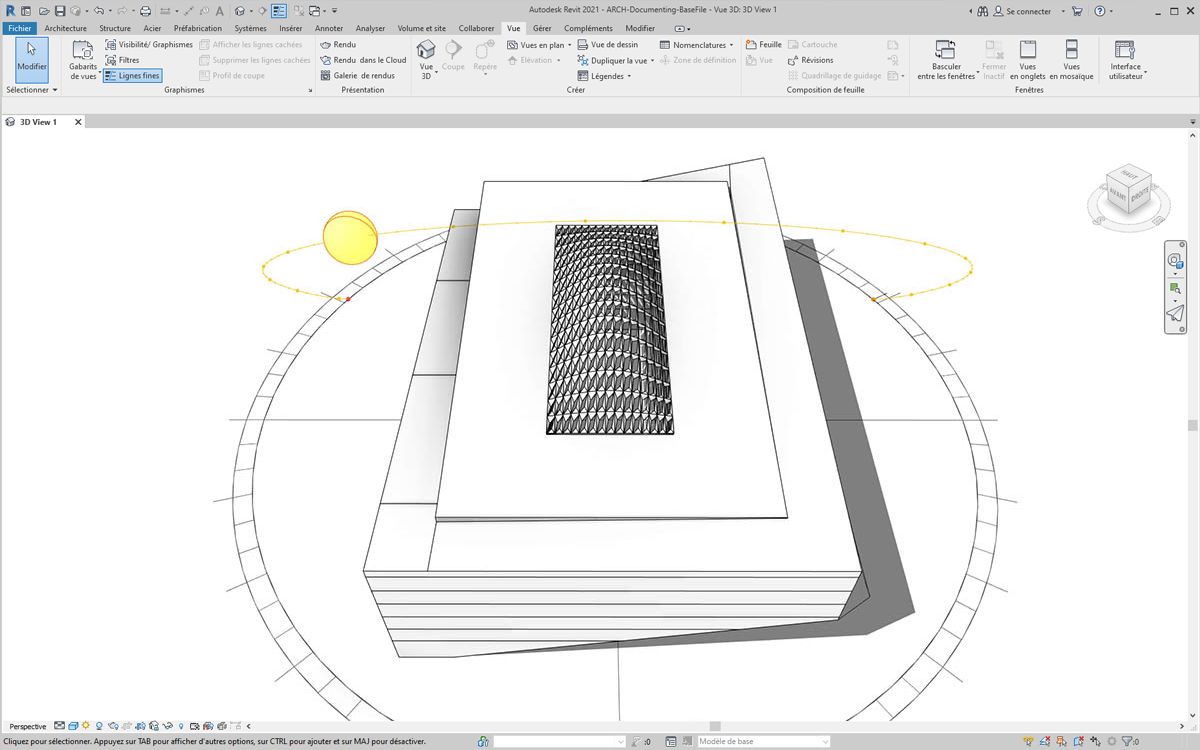 Autodesk Revit 2021 - ARCH-Documenting-BaseFile - Vue 3D: 3D View 1
Se connecter
Fichier Architecture Structure Acier Préfabrication Systèmes Insérer Annoter Analyser Volume et site Collaborer Vue Gérer Compléments Modifier
Modifier
Sélectionner
Gabarits
de vues
Visibilité/ Graphismes
Filtres
Lignes fines
Afficher les lignes cachées
Supprimer les lignes cachées
Profil de coupe
Graphismes
Rendu
Rendu dans le Cloud
Galerie de rendus
Présentation
Vue
3D
Coupe
Repère
Vues en plan
Élévation
Vue de dessin
Dupliquer la vue
Légendes
Nomenclatures
Zone de définition
Créer
Feuille
Vue
Cartouche
Révisions
Quadrillage de guidage
Composition de feuille
Basculer
entre les fenêtres
Fermer
Inactif
Vues
en onglets
Vues
en mosaïque
Fenêtres
Interface
utilisateur
3D View 1
HAUT
AVANT
DROITE
Perspective
Cliquez pour sélectionner. Appuyez sur TAB pour afficher d'autres options, sur CTRL pour ajouter et sur MAJ pour désactiver.
:0
Modèle de base
:0